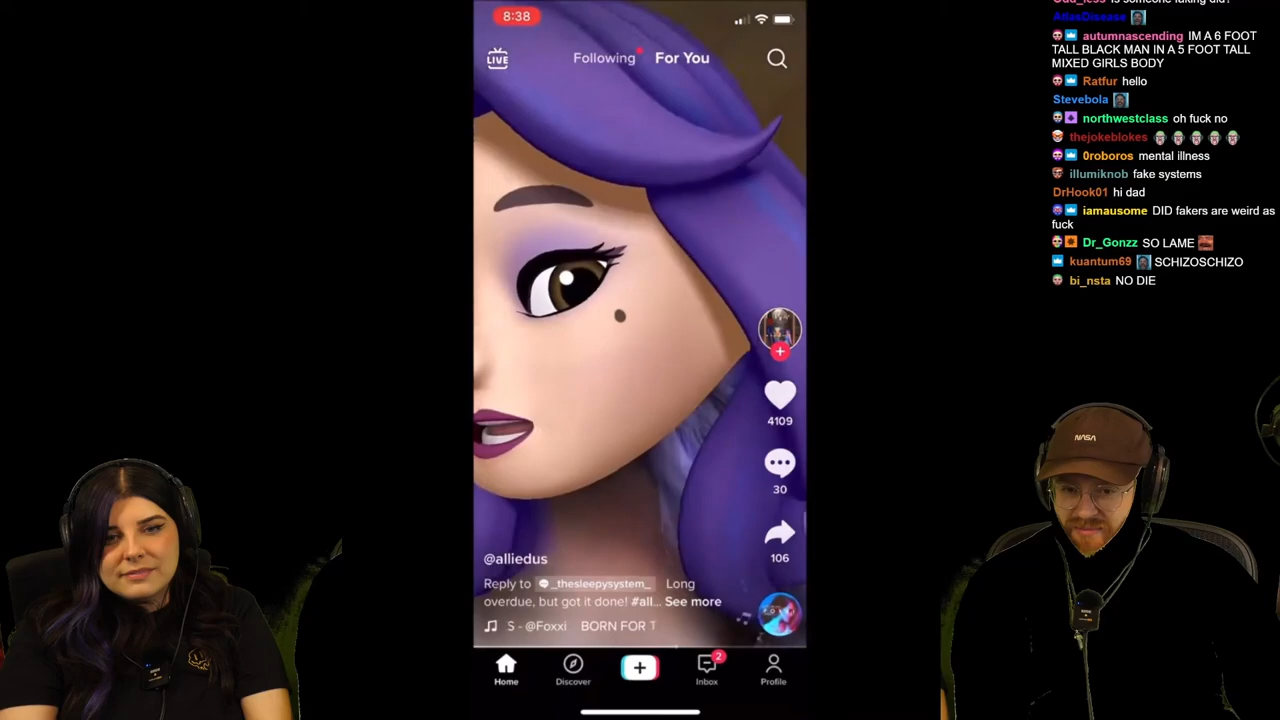 8:38
LIVE
Following For You
4109
30
106
@alliedus
Reply to _thesleepysystem_ Long
overdue, but got it done! #all... See more
S - @Foxxi BORN FOR T
2
Home Discover Inbox Profile
AtlasDisease
autumnascending IM A 6 FOOT
TALL BLACK MAN IN A 5 FOOT TALL
MIXED GIRLS BODY
Ratfur hello
Stevebola
northwestclass oh fuck no
thejokeblokes
0roboros mental illness
illumiknob fake systems
DrHook01 hi dad
iamausome DID fakers are weird as
fuck
Dr_Gonzz SO LAME
kuantum69 SCHIZOSCHIZO
bi_nsta NO DIE
NASA